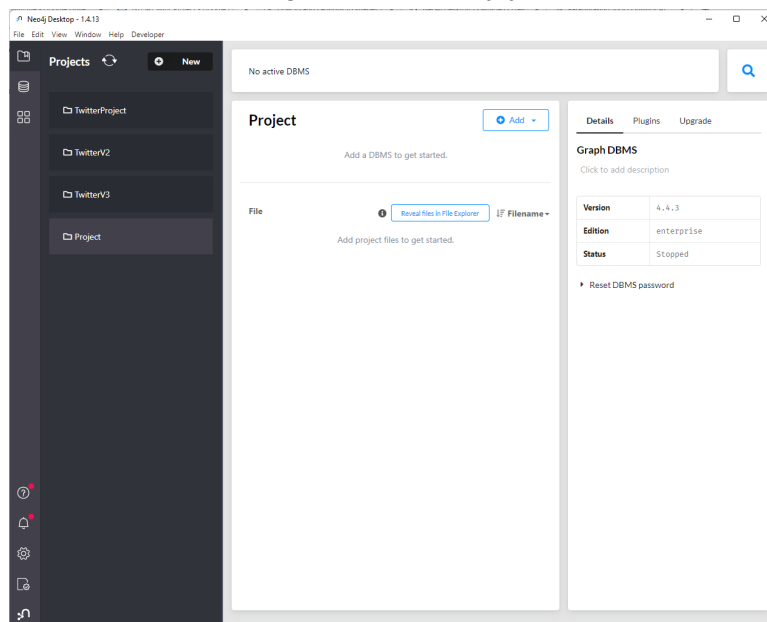 Neo4j Desktop - 1.4.13
File Edit View Window Help Developer
Projects New
TwitterProject
TwitterV2
TwitterV3
Project
No active DBMS
Project
Add
Add a DBMS to get started.
File
Reveal files in File Explorer
Filename
Add project files to get started.
Details Plugins Upgrade
Graph DBMS
Click to add description
Version 4.4.3
Edition enterprise
Status Stopped
Reset DBMS password